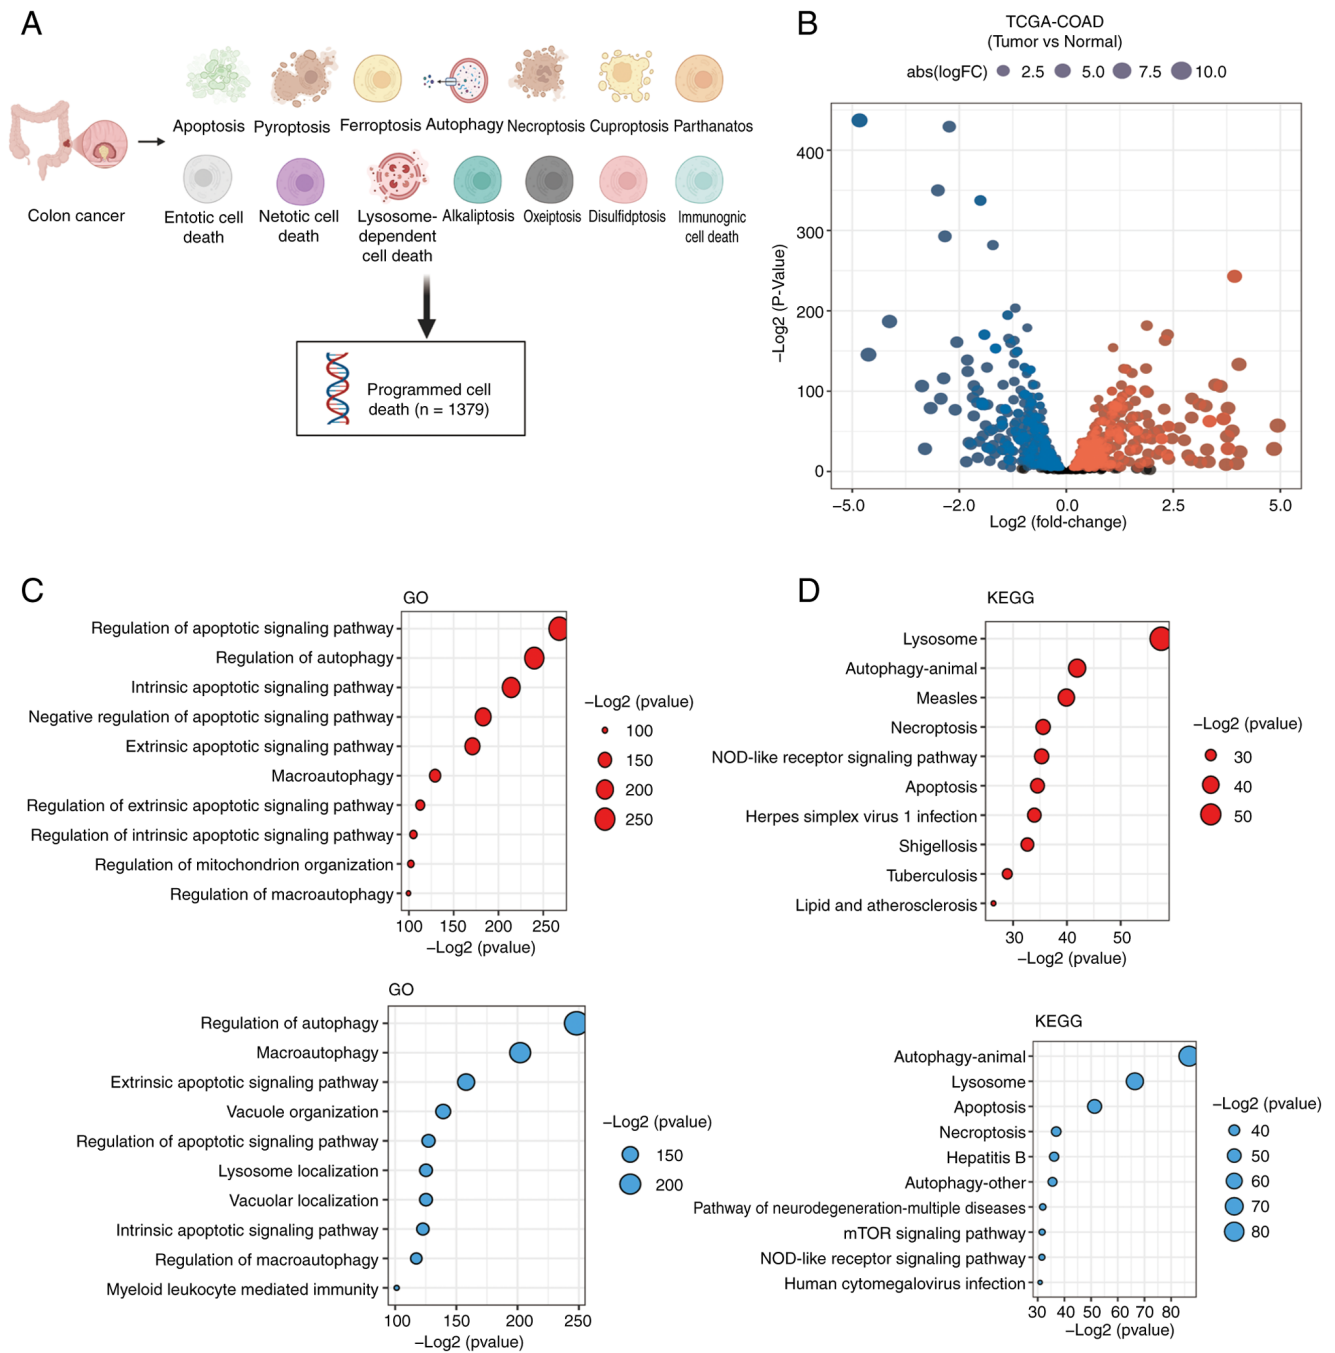 A
Apoptosis Pyroptosis Ferroptosis Autophagy Necroptosis Cuproptosis Parthanatos
Colon cancer
Entotic cell
death
Netotic cell
death
Lysosome-
dependent
cell death
Alkaliptosis
Oxeiptosis
Disulfidptosis
Immunognic
cell death
Programmed cell
death (n = 1379)
B
TCGA-COAD
(Tumor vs Normal)
abs(logFC) 2.5 5.0 7.5 10.0
−Log2 (P-Value)
400
300
200
100
0
−5.0 −2.0 0.0 2.5 5.0
Log2 (fold-change)
C
GO
Regulation of apoptotic signaling pathway
Regulation of autophagy
Intrinsic apoptotic signaling pathway
Negative regulation of apoptotic signaling pathway
Extrinsic apoptotic signaling pathway
Macroautophagy
Regulation of extrinsic apoptotic signaling pathway
Regulation of intrinsic apoptotic signaling pathway
Regulation of mitochondrion organization
Regulation of macroautophagy
100 150 200 250
−Log2 (pvalue)
−Log2 (pvalue)
100
150
200
250
GO
Regulation of autophagy
Macroautophagy
Extrinsic apoptotic signaling pathway
Vacuole organization
Regulation of apoptotic signaling pathway
Lysosome localization
Vacuolar localization
Intrinsic apoptotic signaling pathway
Regulation of macroautophagy
Myeloid leukocyte mediated immunity
100 150 200 250
−Log2 (pvalue)
−Log2 (pvalue)
150
200
D
KEGG
Lysosome
Autophagy-animal
Measles
Necroptosis
NOD-like receptor signaling pathway
Apoptosis
Herpes simplex virus 1 infection
Shigellosis
Tuberculosis
Lipid and atherosclerosis
30 40 50
−Log2 (pvalue)
−Log2 (pvalue)
30
40
50
KEGG
Autophagy-animal
Lysosome
Apoptosis
Necroptosis
Hepatitis B
Autophagy-other
Pathway of neurodegeneration-multiple diseases
mTOR signaling pathway
NOD-like receptor signaling pathway
Human cytomegalovirus infection
30 40 50 60 70 80
−Log2 (pvalue)
−Log2 (pvalue)
40
50
60
70
80